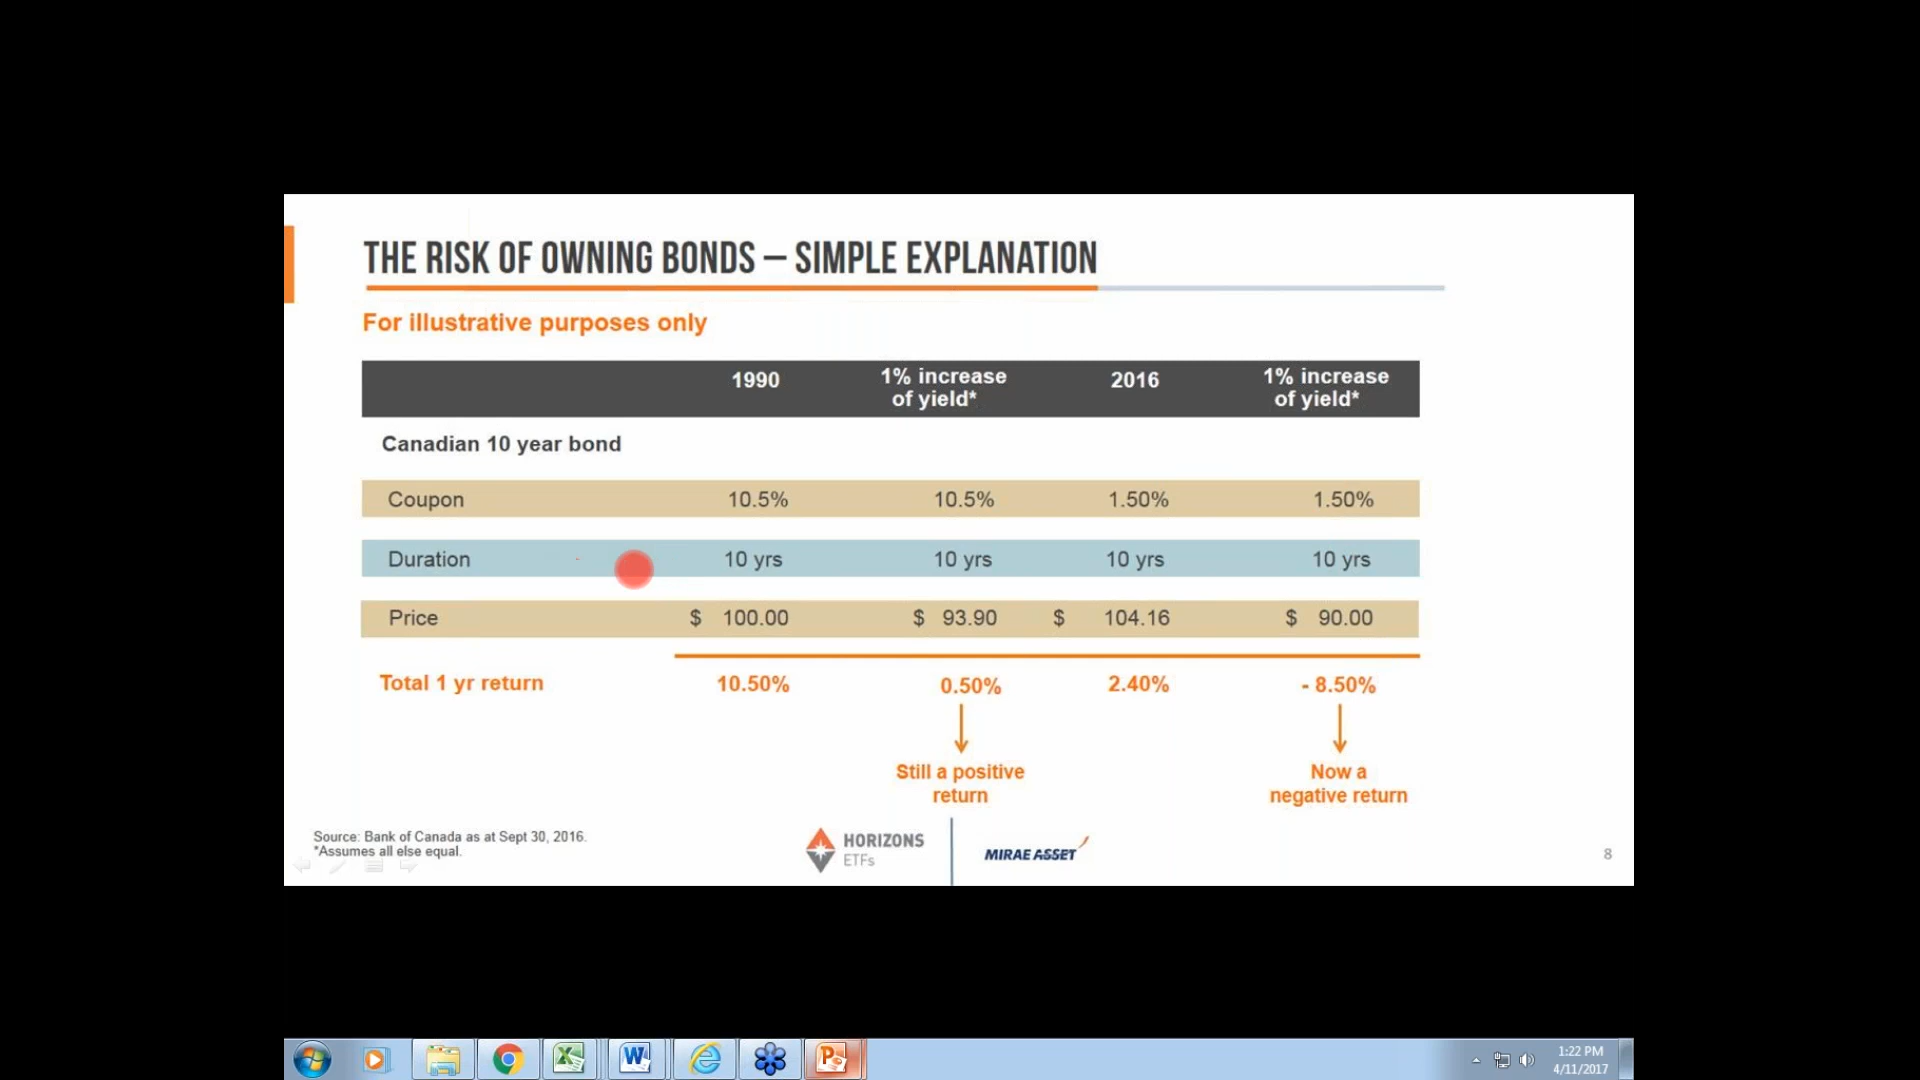 THE RISK OF OWNING BONDS – SIMPLE EXPLANATION
For illustrative purposes only
1990 1% increase of yield* 2016 1% increase of yield*
Canadian 10 year bond
Coupon 10.5% 10.5% 1.50% 1.50%
Duration 10 yrs 10 yrs 10 yrs 10 yrs
Price $ 100.00 $ 93.90 $ 104.16 $ 90.00
Total 1 yr return 10.50% 0.50% 2.40% - 8.50%
Still a positive
return
Now a
negative return
Source: Bank of Canada as at Sept 30, 2016.
*Assumes all else equal.
HORIZONS
ETFs
MIRAE ASSET
8
1:22 PM
4/11/2017